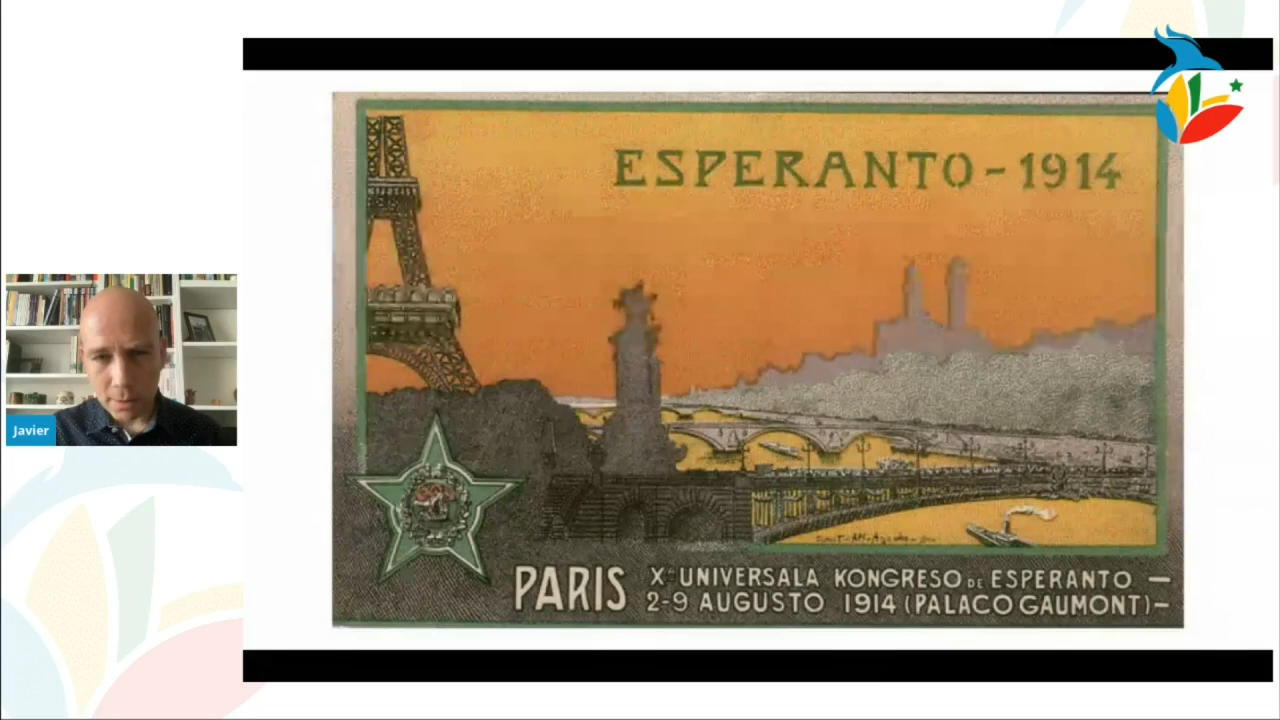 ESPERANTO - 1914
Javier
PARIS
Xª UNIVERSALA KONGRESO DE ESPERANTO —
2-9 AUGUSTO 1914 (PALACO GAUMONT)—